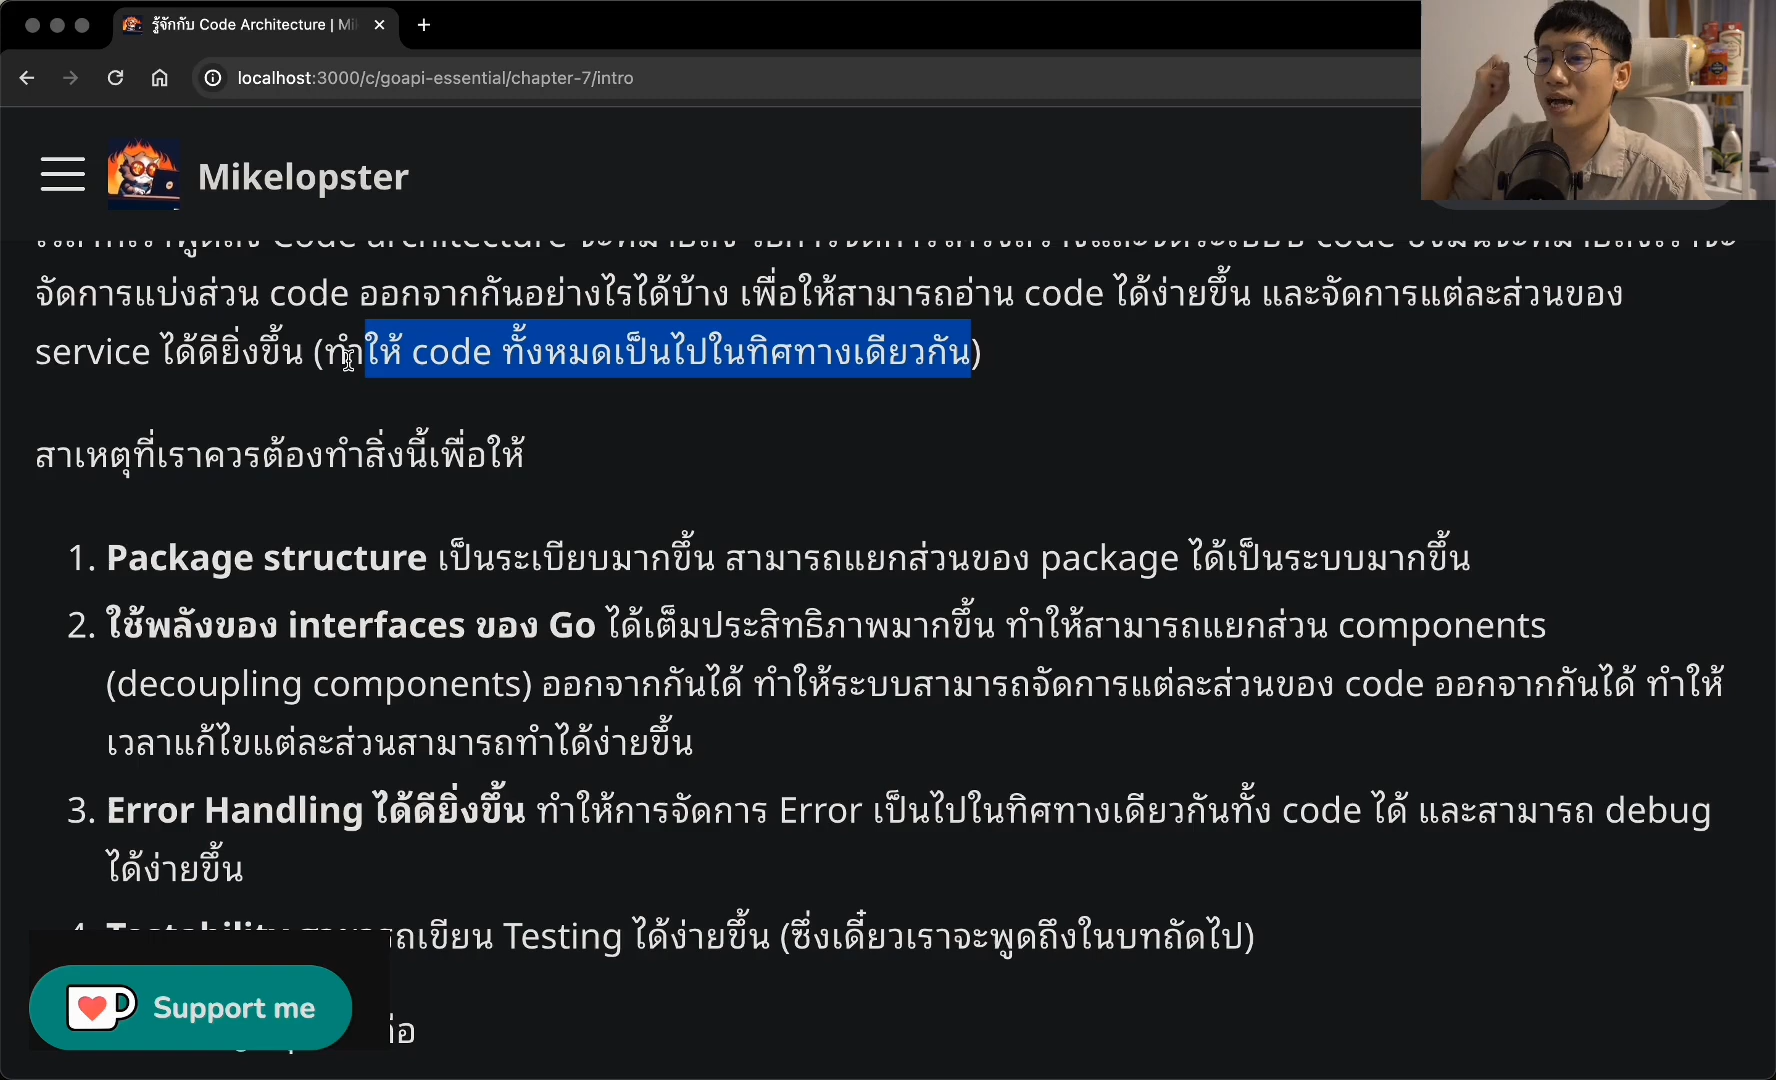 รู้จักกับ Code Architecture | Mi
localhost:3000/c/goapi-essential/chapter-7/intro
Mikelopster
จัดการแบ่งส่วน code ออกจากกันอย่างไรได้บ้าง เพื่อให้สามารถอ่าน code ได้ง่ายขึ้น และจัดการแต่ละส่วนของ
service ได้ดียิ่งขึ้น (ทำให้ code ทั้งหมดเป็นไปในทิศทางเดียวกัน)
สาเหตุที่เราควรต้องทำสิ่งนี้เพื่อให้
1. Package structure เป็นระเบียบมากขึ้น สามารถแยกส่วนของ package ได้เป็นระบบมากขึ้น
2. ใช้พลังของ interfaces ของ Go ได้เต็มประสิทธิภาพมากขึ้น ทำให้สามารถแยกส่วน components
(decoupling components) ออกจากกันได้ ทำให้ระบบสามารถจัดการแต่ละส่วนของ code ออกจากกันได้ ทำให้
เวลาแก้ไขแต่ละส่วนสามารถทำได้ง่ายขึ้น
3. Error Handling ได้ดียิ่งขึ้น ทำให้การจัดการ Error เป็นไปในทิศทางเดียวกันทั้ง code ได้ และสามารถ debug
ได้ง่ายขึ้น
4. Testability สามารถเขียน Testing ได้ง่ายขึ้น (ซึ่งเดี๋ยวเราจะพูดถึงในบทถัดไป)
Support me